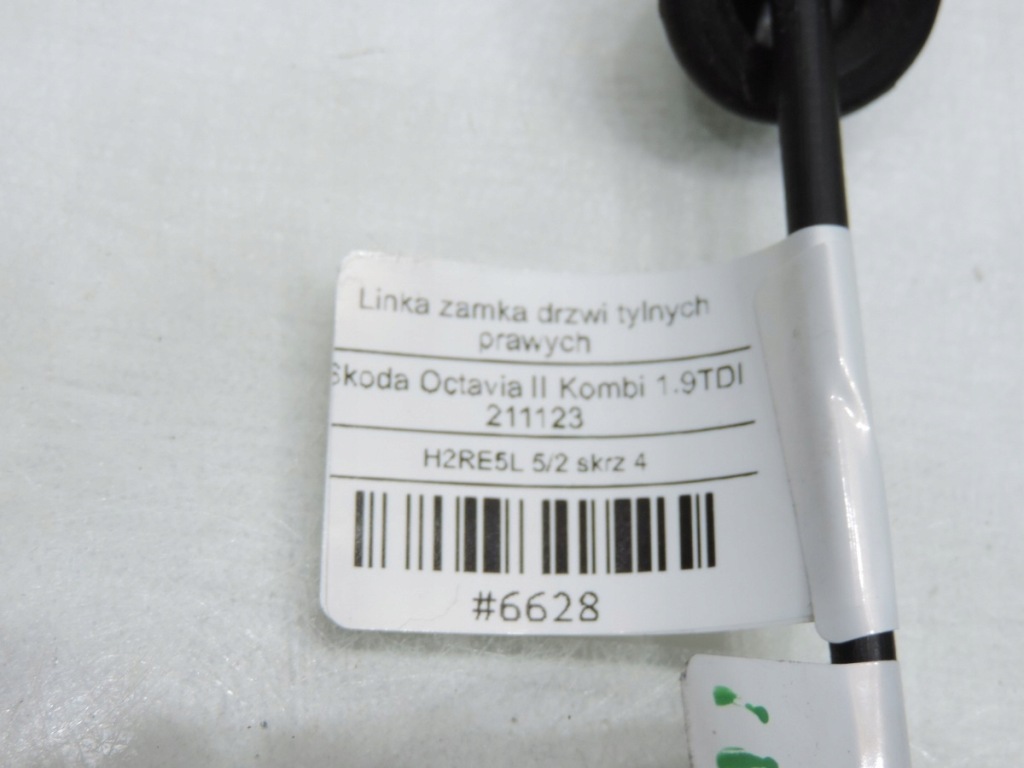 Linka zamka drzwi tylnych
prawych
Skoda Octavia II Kombi 1.9TDI
211123
H2RE5L 5/2 skrz 4
#6628